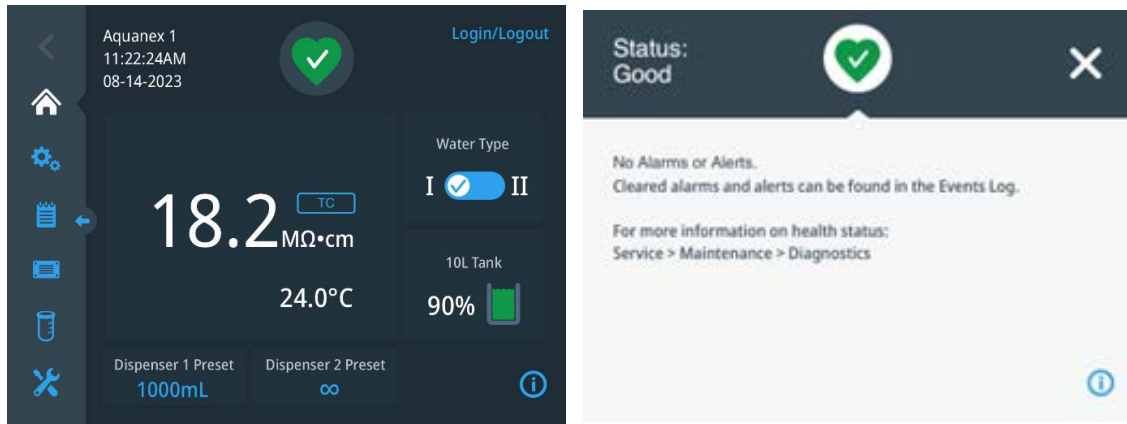 Aquanex 1
11:22:24AM
08-14-2023
Login/Logout
Water Type
I II
18.2 TC
MΩ•cm
24.0°C
10L Tank
90%
Dispenser 1 Preset
1000mL
Dispenser 2 Preset
∞
Status:
Good
No Alarms or Alerts.
Cleared alarms and alerts can be found in the Events Log.
For more information on health status:
Service > Maintenance > Diagnostics